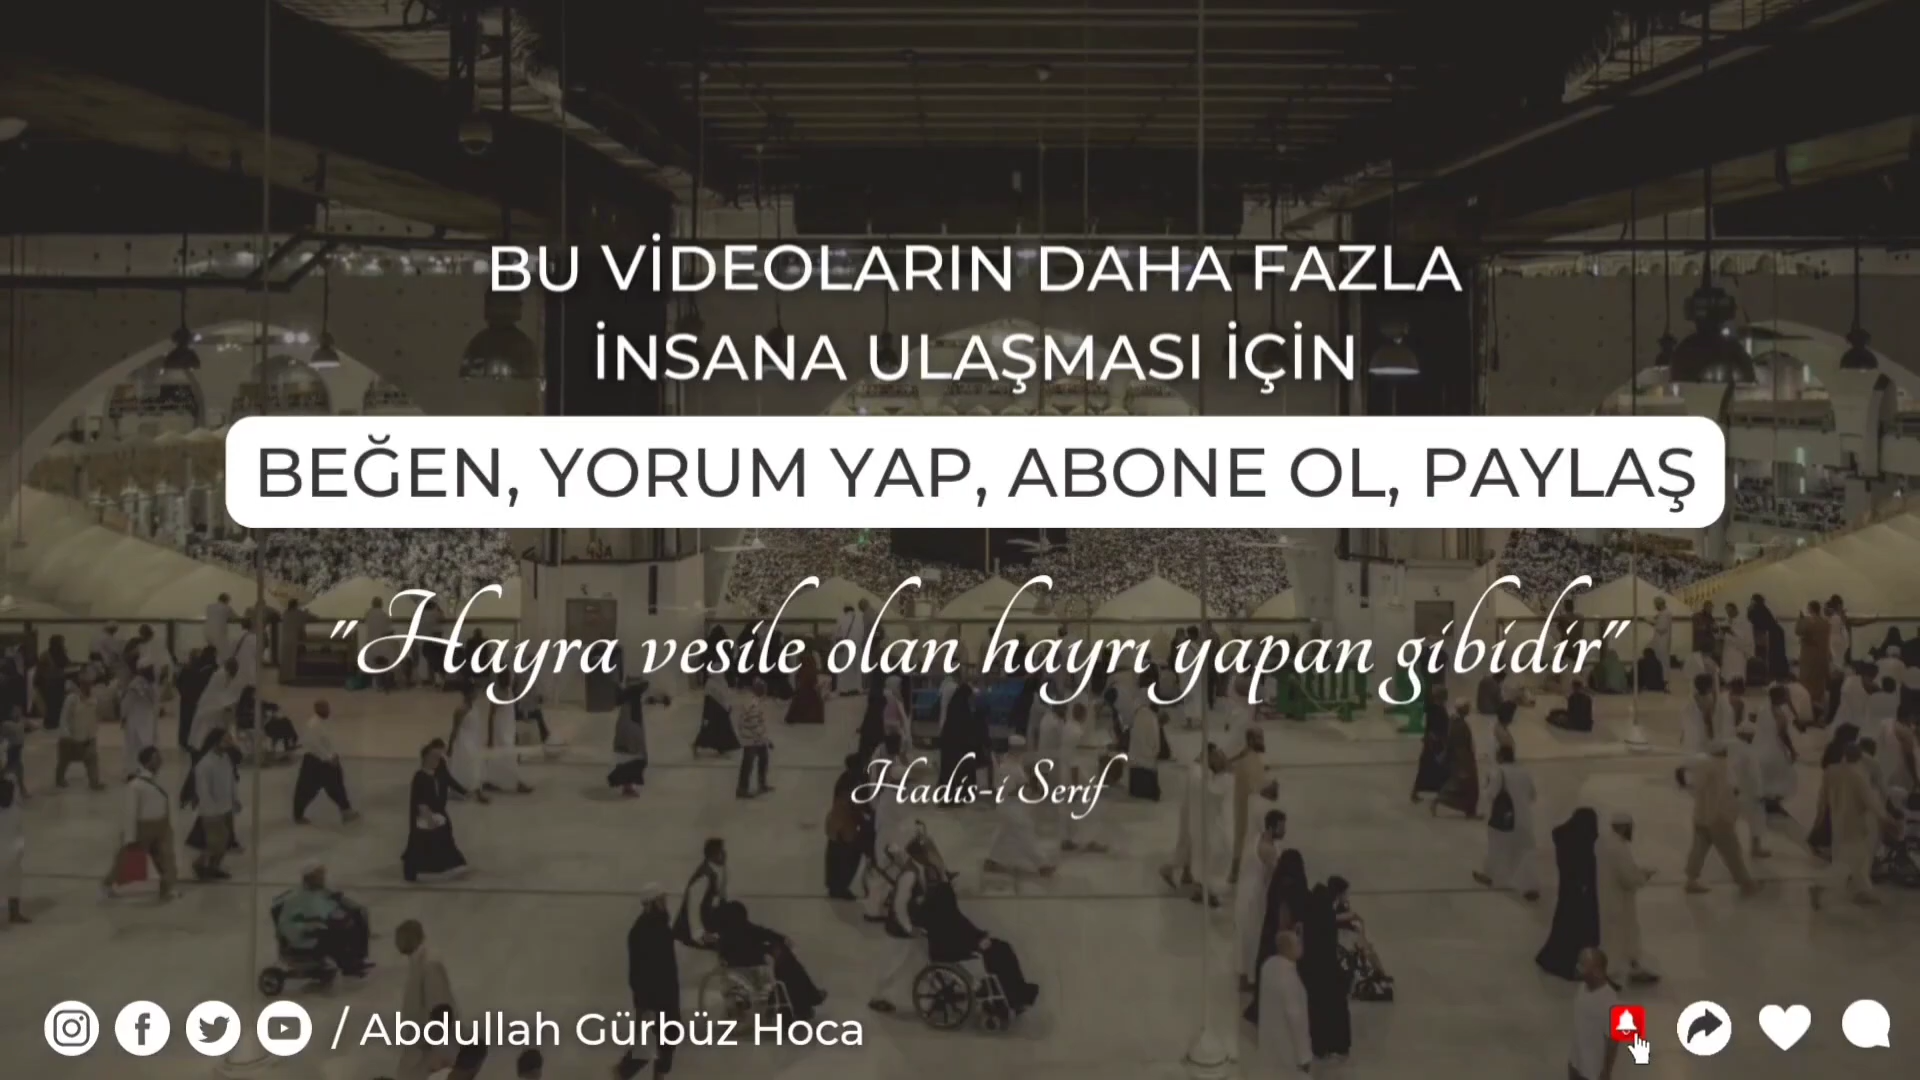 BU VİDEOLARIN DAHA FAZLA
İNSANA ULAŞMASI İÇİN
BEĞEN, YORUM YAP, ABONE OL, PAYLAŞ
"Hayra vesile olan hayrı yapan gibidir"
Hadis-i Serif
/ Abdullah Gürbüz Hoca